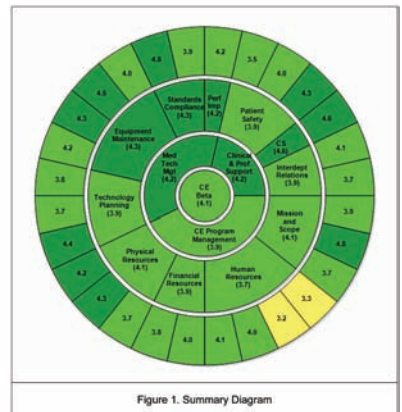 4.8
3.9
4.2
3.5
4.0
4.3
4.6
4.1
3.7
3.8
4.8
3.7
3.3
3.2
4.0
4.1
4.0
3.8
3.7
4.3
4.2
4.4
3.7
3.8
4.2
4.3
4.0
Standards
Compliance
(4.3)
Perf
Imp
(4.2)
Patient
Safety
(3.9)
CS
(4.6)
Interdept
Relations
(3.9)
Mission
and
Scope
(4.1)
Human
Resources
(3.7)
Financial
Resources
(3.9)
Physical
Resources
(4.1)
Technology
Planning
(3.9)
Equipment
Maintenance
(4.3)
Med
Tech
Mgt
(4.2)
Clinical
& Prof
Support
(4.2)
CE Program
Management
(3.9)
CE
Beta
(4.1)
Figure 1. Summary Diagram